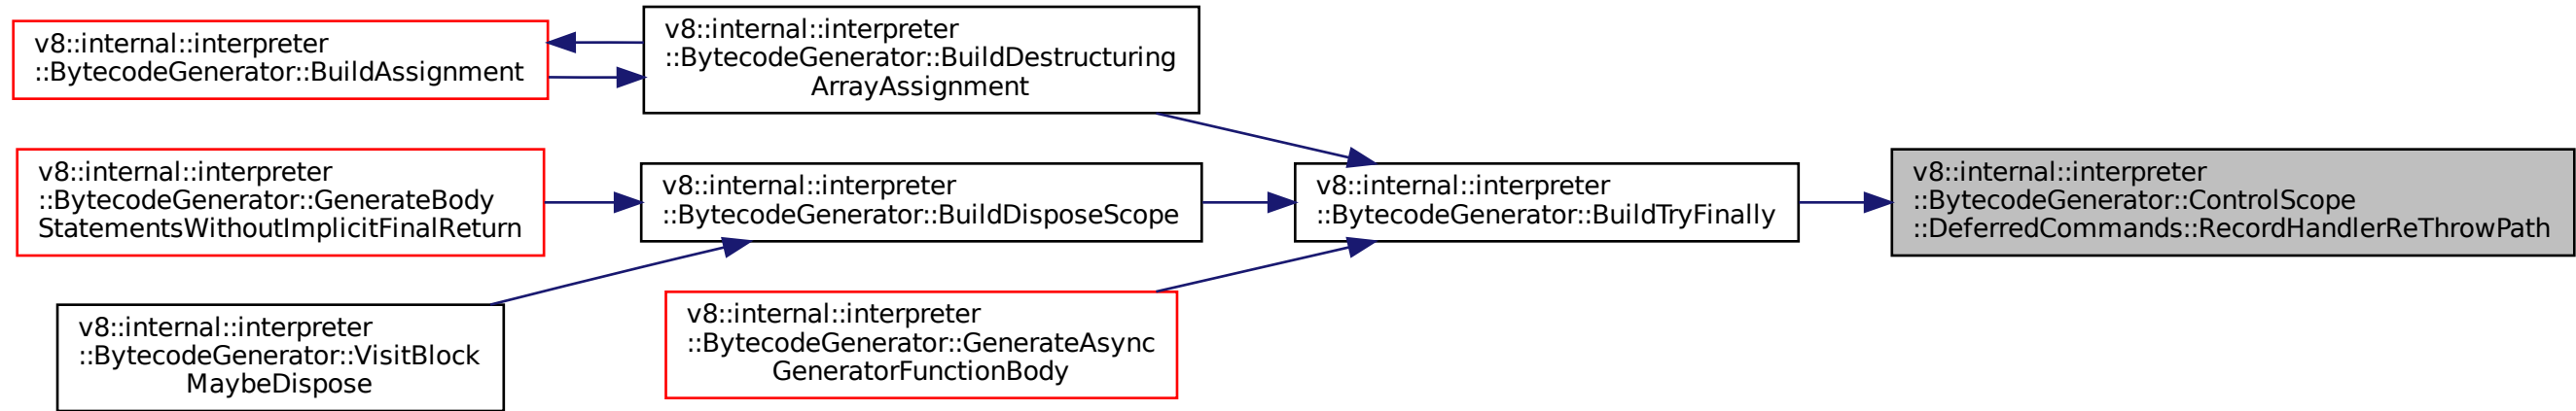 v8::internal::interpreter
::BytecodeGenerator::BuildAssignment
v8::internal::interpreter
::BytecodeGenerator::BuildDestructuring
ArrayAssignment
v8::internal::interpreter
::BytecodeGenerator::GenerateBody
StatementsWithoutImplicitFinalReturn
v8::internal::interpreter
::BytecodeGenerator::BuildDisposeScope
v8::internal::interpreter
::BytecodeGenerator::BuildTryFinally
v8::internal::interpreter
::BytecodeGenerator::ControlScope
::DeferredCommands::RecordHandlerReThrowPath
v8::internal::interpreter
::BytecodeGenerator::VisitBlock
MaybeDispose
v8::internal::interpreter
::BytecodeGenerator::GenerateAsync
GeneratorFunctionBody